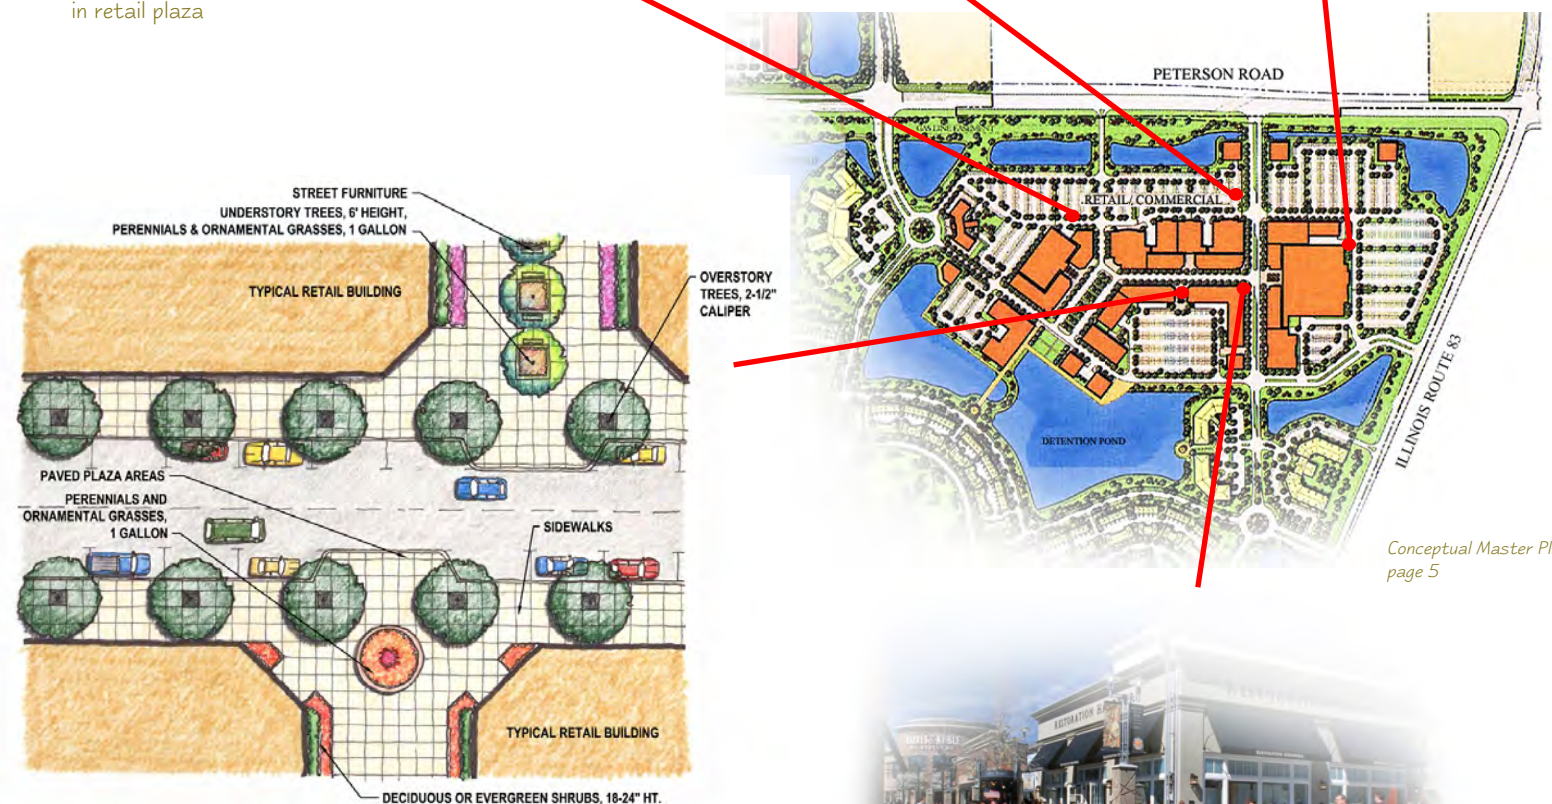 in retail plaza
PETERSON ROAD
GAS LINE EASEMENT
RETAIL / COMMERCIAL
ILLINOIS ROUTE 83
DETENTION POND
Conceptual Master Pl
page 5
STREET FURNITURE
UNDERSTORY TREES, 6' HEIGHT,
PERENNIALS & ORNAMENTAL GRASSES, 1 GALLON
TYPICAL RETAIL BUILDING
OVERSTORY
TREES, 2-1/2"
CALIPER
PAVED PLAZA AREAS
PERENNIALS AND
ORNAMENTAL GRASSES,
1 GALLON
SIDEWALKS
TYPICAL RETAIL BUILDING
DECIDUOUS OR EVERGREEN SHRUBS, 18-24" HT.
RESTORATION